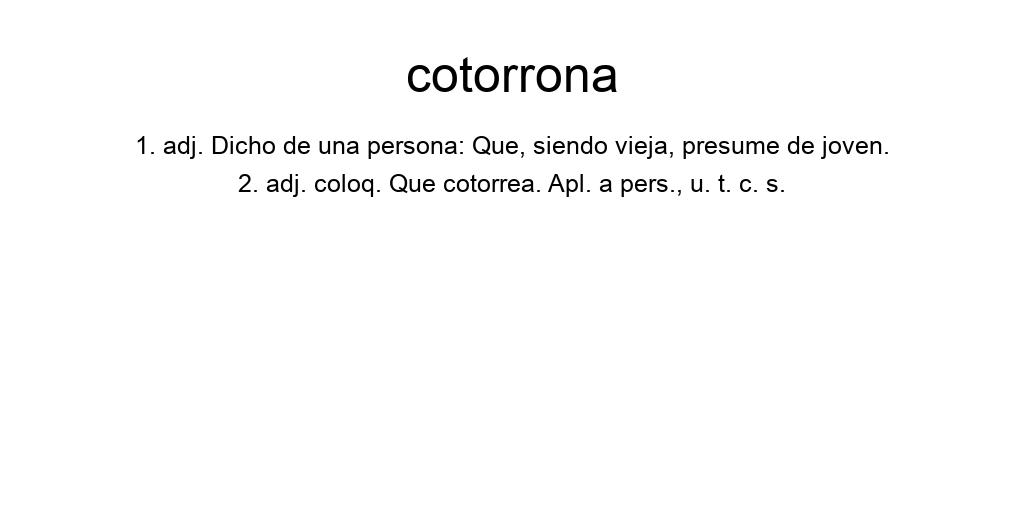 cotorrona
1. adj. Dicho de una persona: Que, siendo vieja, presume de joven.
2. adj. coloq. Que cotorrea. Apl. a pers., u. t. c. s.